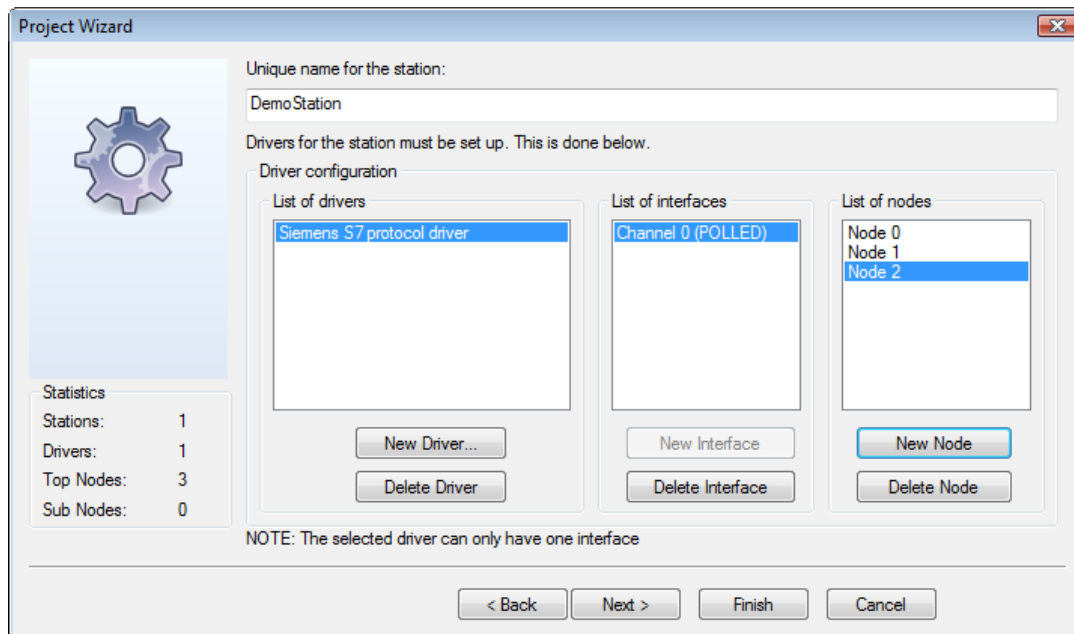 Project Wizard
Unique name for the station:
DemoStation
Drivers for the station must be set up. This is done below.
Driver configuration
List of drivers
Siemens S7 protocol driver
New Driver...
Delete Driver
List of interfaces
Channel 0 (POLLED)
New Interface
Delete Interface
List of nodes
Node 0
Node 1
Node 2
New Node
Delete Node
Statistics
Stations: 1
Drivers: 1
Top Nodes: 3
Sub Nodes: 0
NOTE: The selected driver can only have one interface
< Back Next > Finish Cancel